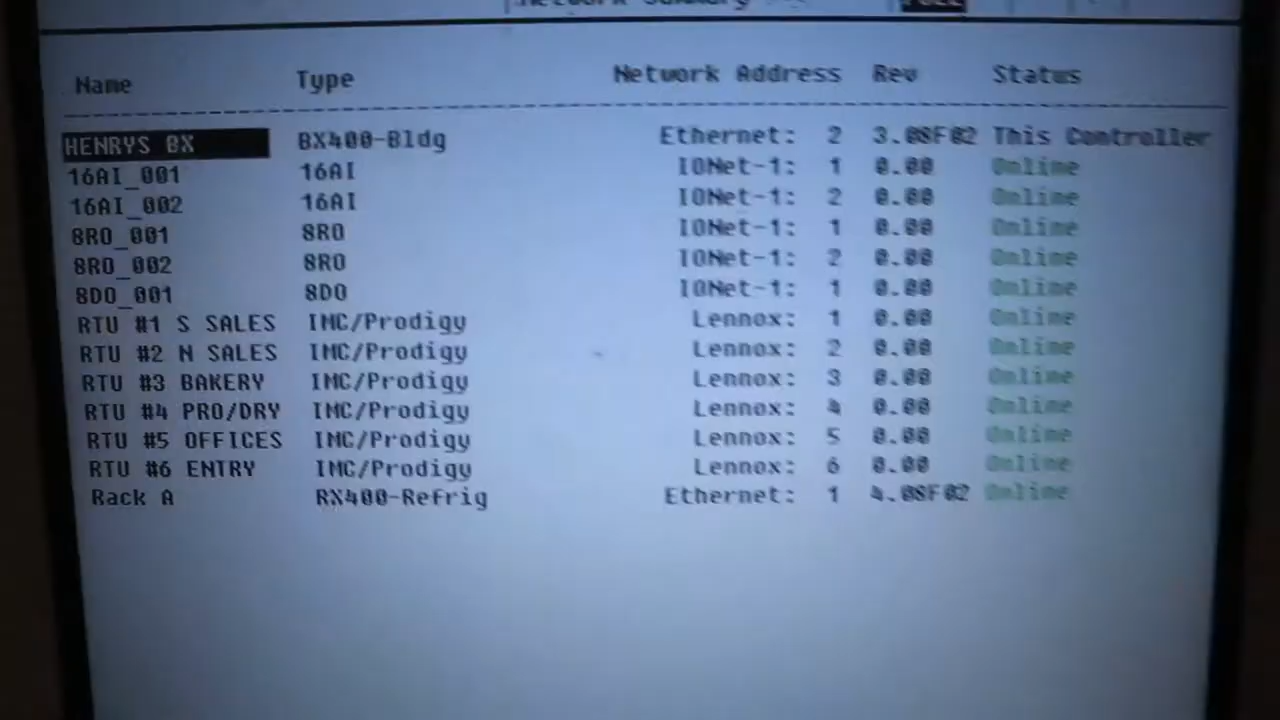 Network Summary
Name Type Network Address Rev Status
HENRYS BX BX400-Bldg Ethernet: 2 3.08F02 This Controller
16AI_001 16AI IONet-1: 1 0.00 Online
16AI_002 16AI IONet-1: 2 0.00 Online
8RO_001 8RO IONet-1: 1 0.00 Online
8RO_002 8RO IONet-1: 2 0.00 Online
8DO_001 8DO IONet-1: 1 0.00 Online
RTU #1 S SALES IMC/Prodigy Lennox: 1 0.00 Online
RTU #2 N SALES IMC/Prodigy Lennox: 2 0.00 Online
RTU #3 BAKERY IMC/Prodigy Lennox: 3 0.00 Online
RTU #4 PRO/DRY IMC/Prodigy Lennox: 4 0.00 Online
RTU #5 OFFICES IMC/Prodigy Lennox: 5 0.00 Online
RTU #6 ENTRY IMC/Prodigy Lennox: 6 0.00 Online
Rack A RX400-Refrig Ethernet: 1 4.08F02 Online